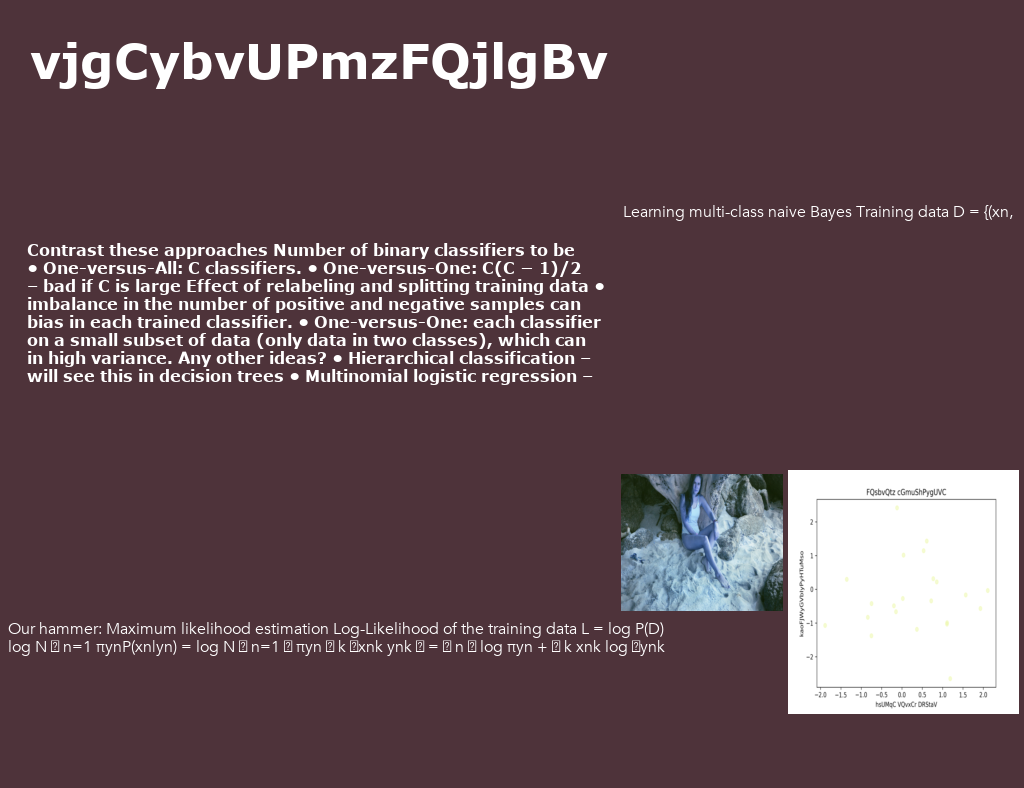 vjgCybvUPmzFQjlgBv
Learning multi-class naive Bayes Training data D = {(xn,
Contrast these approaches Number of binary classifiers to be
• One-versus-All: C classifiers. • One-versus-One: C(C − 1)/2
− bad if C is large Effect of relabeling and splitting training data •
imbalance in the number of positive and negative samples can
bias in each trained classifier. • One-versus-One: each classifier
on a small subset of data (only data in two classes), which can
in high variance. Any other ideas? • Hierarchical classification −
will see this in decision trees • Multinomial logistic regression −
Our hammer: Maximum likelihood estimation Log-Likelihood of the training data L = log P(D)
log N n=1 πynP(xnlyn) = log N n=1 πyn k xnk ynk = n log πyn + k xnk log ynk
FQsbvQtz cGmuShPygUVC
kaoFJWyGVblyPyHTuMso
2
1
0
−1
−2
−2.0 −1.5 −1.0 −0.5 0.0 0.5 1.0 1.5 2.0
hsUMqC VQvxCr DRStaV